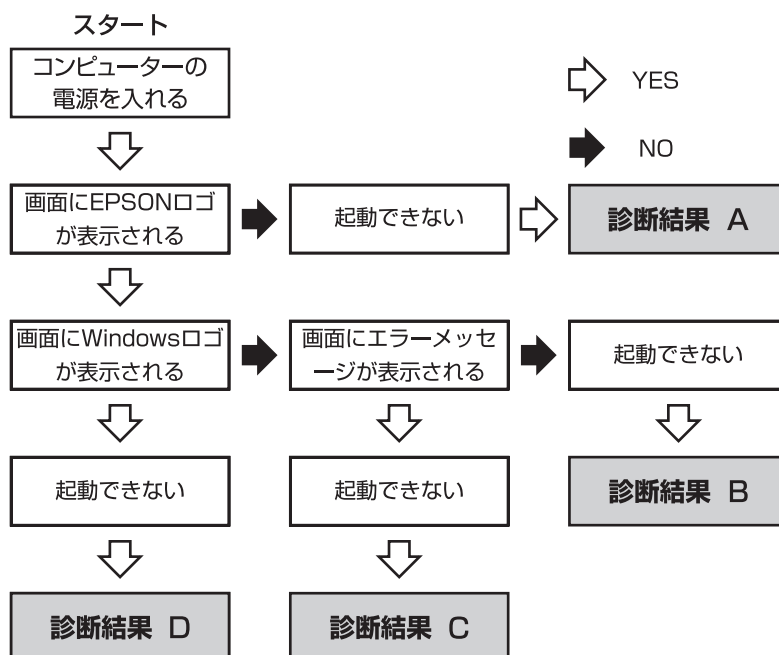 スタート
コンピューターの
電源を入れる
YES
NO
画面にEPSONロゴ
が表示される
起動できない
診断結果 A
画面にWindowsロゴ
が表示される
画面にエラーメッセ
ージが表示される
起動できない
起動できない
起動できない
診断結果 B
診断結果 D
診断結果 C